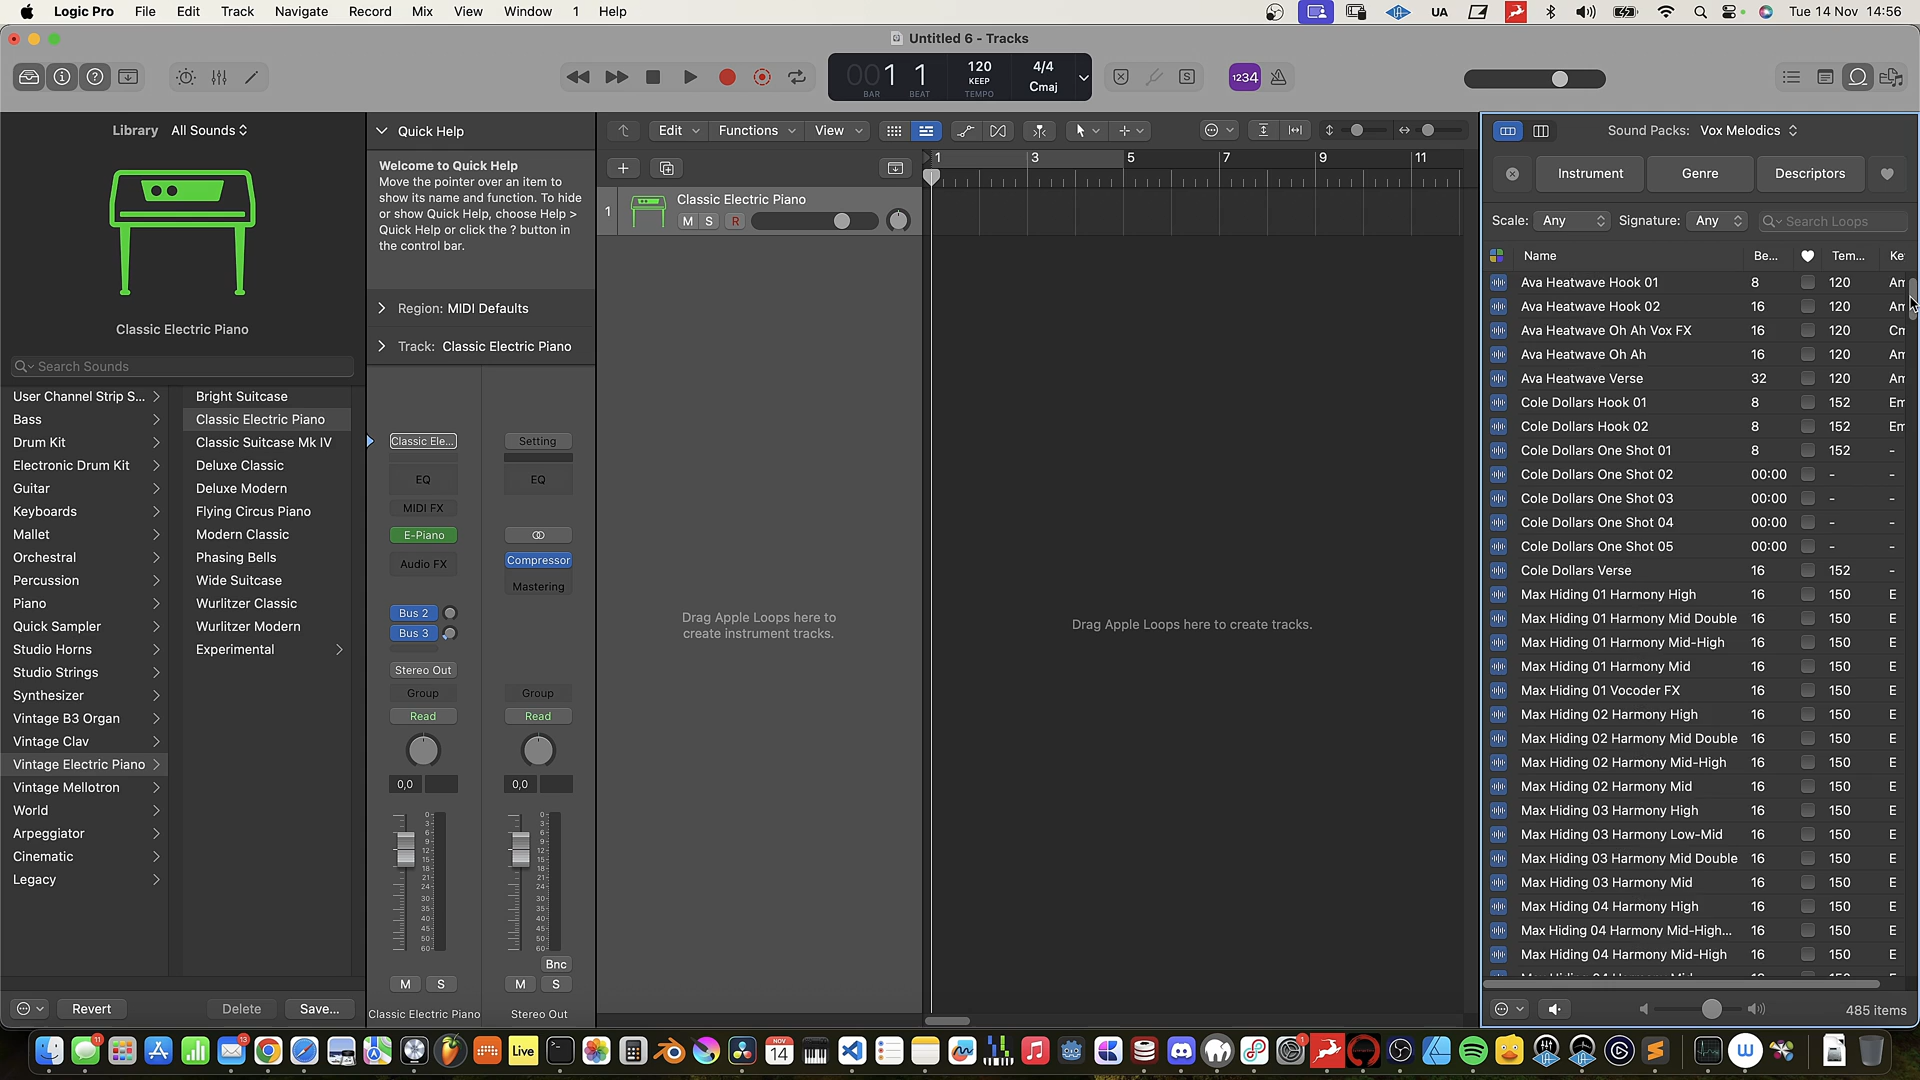 Logic Pro File Edit Track Navigate Record Mix View Window 1 Help
UA Tue 14 Nov 14:56
Untitled 6 - Tracks
001 1
BAR BEAT
120
KEEP
TEMPO
4/4
Cmaj
S
1234
Library All Sounds
Classic Electric Piano
Search Sounds
User Channel Strip S...
Bass
Drum Kit
Electronic Drum Kit
Guitar
Keyboards
Mallet
Orchestral
Percussion
Piano
Quick Sampler
Studio Horns
Studio Strings
Synthesizer
Vintage B3 Organ
Vintage Clav
Vintage Electric Piano
Vintage Mellotron
World
Arpeggiator
Cinematic
Legacy
Bright Suitcase
Classic Electric Piano
Classic Suitcase Mk IV
Deluxe Classic
Deluxe Modern
Flying Circus Piano
Modern Classic
Phasing Bells
Wide Suitcase
Wurlitzer Classic
Wurlitzer Modern
Experimental
Revert Delete Save...
Quick Help
Welcome to Quick Help
Move the pointer over an item to
show its name and function. To hide
or show Quick Help, choose Help >
Quick Help or click the ? button in
the control bar.
Region: MIDI Defaults
Track: Classic Electric Piano
Classic Ele... Setting
EQ EQ
MIDI FX
E-Piano
Audio FX Compressor
Mastering
Bus 2
Bus 3
Stereo Out
Group Group
Read Read
0,0 0,0
Bnc
M S M S
Classic Electric Piano Stereo Out
Edit Functions View
1 3 5 7 9 11
1 Classic Electric Piano
M S R
Drag Apple Loops here to
create instrument tracks.
Drag Apple Loops here to create tracks.
Sound Packs: Vox Melodics
Instrument Genre Descriptors
Scale: Any Signature: Any Search Loops
Name Be... Tem... Ke
Ava Heatwave Hook 01 8 120 Am
Ava Heatwave Hook 02 16 120 Am
Ava Heatwave Oh Ah Vox FX 16 120 Cm
Ava Heatwave Oh Ah 16 120 Am
Ava Heatwave Verse 32 120 Am
Cole Dollars Hook 01 8 152 Em
Cole Dollars Hook 02 8 152 Em
Cole Dollars One Shot 01 8 152 -
Cole Dollars One Shot 02 00:00 - -
Cole Dollars One Shot 03 00:00 - -
Cole Dollars One Shot 04 00:00 - -
Cole Dollars One Shot 05 00:00 - -
Cole Dollars Verse 16 152 -
Max Hiding 01 Harmony High 16 150 E
Max Hiding 01 Harmony Mid Double 16 150 E
Max Hiding 01 Harmony Mid-High 16 150 E
Max Hiding 01 Harmony Mid 16 150 E
Max Hiding 01 Vocoder FX 16 150 E
Max Hiding 02 Harmony High 16 150 E
Max Hiding 02 Harmony Mid Double 16 150 E
Max Hiding 02 Harmony Mid-High 16 150 E
Max Hiding 02 Harmony Mid 16 150 E
Max Hiding 03 Harmony High 16 150 E
Max Hiding 03 Harmony Low-Mid 16 150 E
Max Hiding 03 Harmony Mid Double 16 150 E
Max Hiding 03 Harmony Mid 16 150 E
Max Hiding 04 Harmony High 16 150 E
Max Hiding 04 Harmony Mid-High... 16 150 E
Max Hiding 04 Harmony Mid-High 16 150 E
485 items
NOV
14
Live